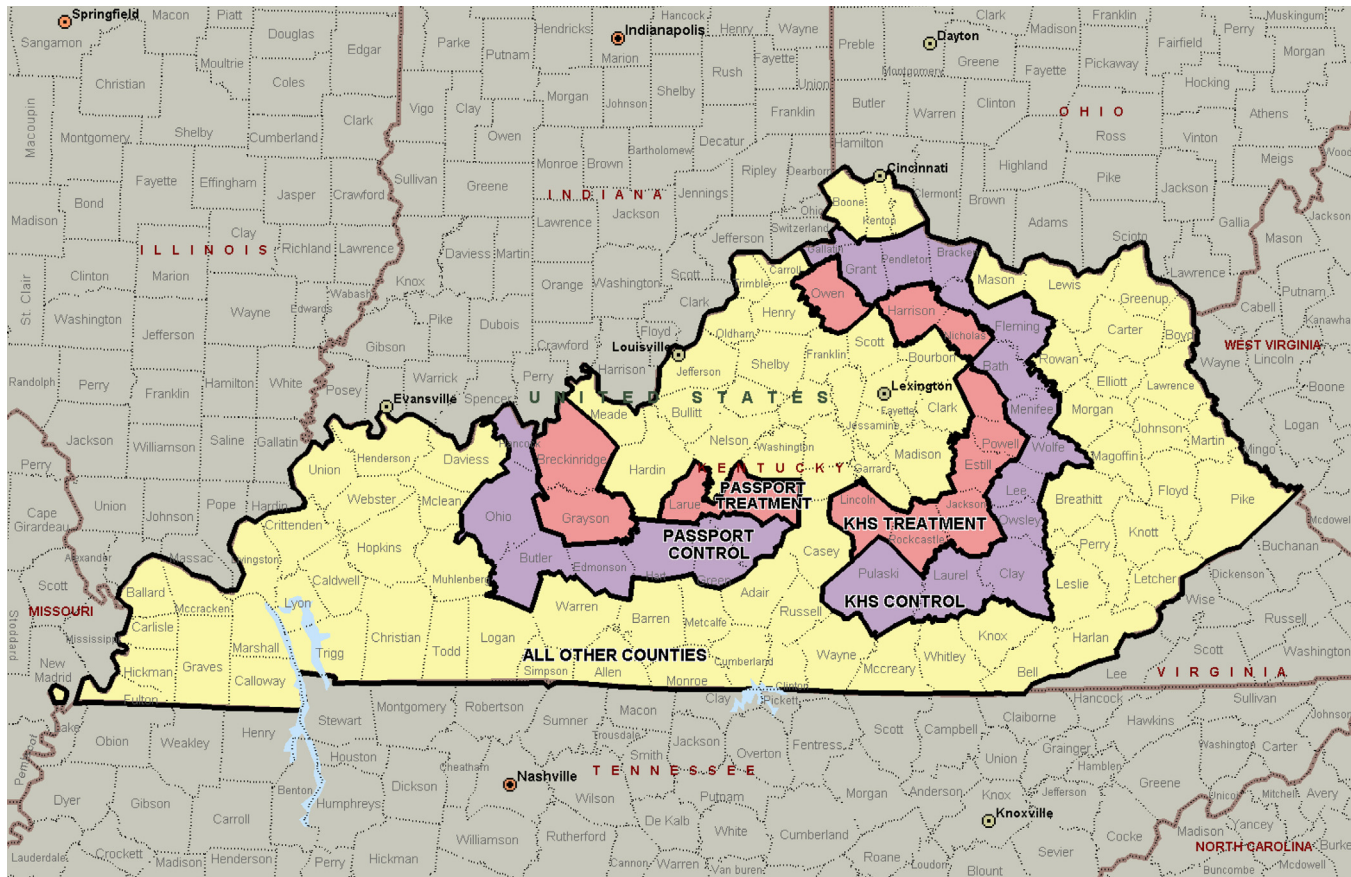 Springfield
Macon
Piatt
Douglas
Edgar
Parke
Putnam
Hendricks
Indianapolis
Hancock
Henry
Wayne
Preble
Dayton
Clark
Madison
Franklin
Muskingum
Sangamon
Moultrie
Coles
Marion
Rush
Fayette
Union
Montgomery
Greene
Fayette
Pickaway
Fairfield
Perry
Morgan
Christian
Vigo
Clay
Morgan
Johnson
Shelby
Franklin
Butler
Warren
Clinton
Hocking
Athens
Macoupin
Montgomery
Shelby
Cumberland
Clark
Owen
Monroe
Brown
Bartholomew
Decatur
Hamilton
OHIO
Ross
Vinton
Meigs
Wood
Fayette
Effingham
Jasper
Crawford
Sullivan
Greene
Jennings
Ripley
Dearborn
Cincinnati
Clermont
Highland
Pike
Jackson
Bond
Madison
INDIANA
Lawrence
Jackson
Jefferson
Switzerland
Ohio
Boone
Kenton
Brown
Adams
Scioto
Gallia
Jackson
Mason
Clay
ILLINOIS
Richland
Lawrence
Daviess
Martin
Gallatin
Grant
Pendleton
Bracken
Mason
Lewis
Lawrence
St. Clair
Clinton
Marion
Wayne
Edwards
Wabash
Knox
Orange
Washington
Scott
Clark
Trimble
Carroll
Owen
Harrison
Nicholas
Fleming
Greenup
Cabell
Putnam
Kanawha
Washington
Jefferson
Pike
Dubois
Crawford
Floyd
Henry
Oldham
Scott
Carter
Boyd
Wayne
WEST VIRGINIA
Lincoln
Gibson
Louisville
Harrison
Jefferson
Shelby
Franklin
Bourbon
Bath
Rowan
Elliott
Lawrence
Boone
Randolph
Perry
Franklin
Hamilton
White
Posey
Warrick
Perry
Spencer
Evansville
UNITED STATES
Lexington
Fayette
Clark
Menifee
Morgan
Logan
Jackson
Williamson
Saline
Gallatin
Hancock
Meade
Bullitt
Nelson
Washington
Jessamine
Madison
Powell
Wolfe
Johnson
Martin
Mingo
Perry
Union
Henderson
Daviess
Breckinridge
Hardin
KENTUCKY
Garrard
Estill
Magoffin
Cape Girardeau
Union
Johnson
Pope
Hardin
Webster
Mclean
Ohio
Grayson
Larue
PASSPORT
TREATMENT
Lincoln
Jackson
Lee
Breathitt
Floyd
Pike
Mcdowell
Crittenden
KHS TREATMENT
Owsley
Knott
Alexander
Massac
Livingston
Hopkins
PASSPORT
CONTROL
Rockcastle
Perry
Buchanan
Scott
Ballard
Mccracken
Caldwell
Muhlenberg
Butler
Edmonson
Hart
Green
Casey
Pulaski
Laurel
Clay
Leslie
Letcher
Dickenson
Stoddard
MISSOURI
Lyon
Warren
Adair
Russell
KHS CONTROL
Wise
Russell
Mississippi
Carlisle
Marshall
Christian
Logan
Barren
Metcalfe
Knox
Harlan
Scott
Washington
New Madrid
Hickman
Graves
Trigg
Todd
ALL OTHER COUNTIES
Cumberland
Wayne
Mccreary
Whitley
Bell
Lee
VIRGINIA
Fulton
Calloway
Simpson
Allen
Monroe
Clinton
Lake
Pemiscot
Obion
Weakley
Henry
Stewart
Montgomery
Robertson
Sumner
Macon
Clay
Pickett
Scott
Campbell
Claiborne
Hancock
Hawkins
Sullivan
Johnson
Trousdale
Smith
Jackson
Overton
Fentress
Union
Grainger
Hamblen
Washington
Carter
Houston
Cheatham
Nashville
TENNESSEE
Dyer
Gibson
Carroll
Benton
Humphreys
Dickson
Wilson
Putnam
Morgan
Anderson
Knox
Jefferson
Greene
Unicoi
Mitchell
Avery
Williamson
Rutherford
De Kalb
White
Cumberland
Knoxville
Cocke
Madison
Yancey
Lauderdale
Crockett
Madison
Henderson
Perry
Hickman
Cannon
Warren
Van buren
Roane
Loudon
Blount
Sevier
NORTH CAROLINA
Burke
Buncombe
Mcdowell